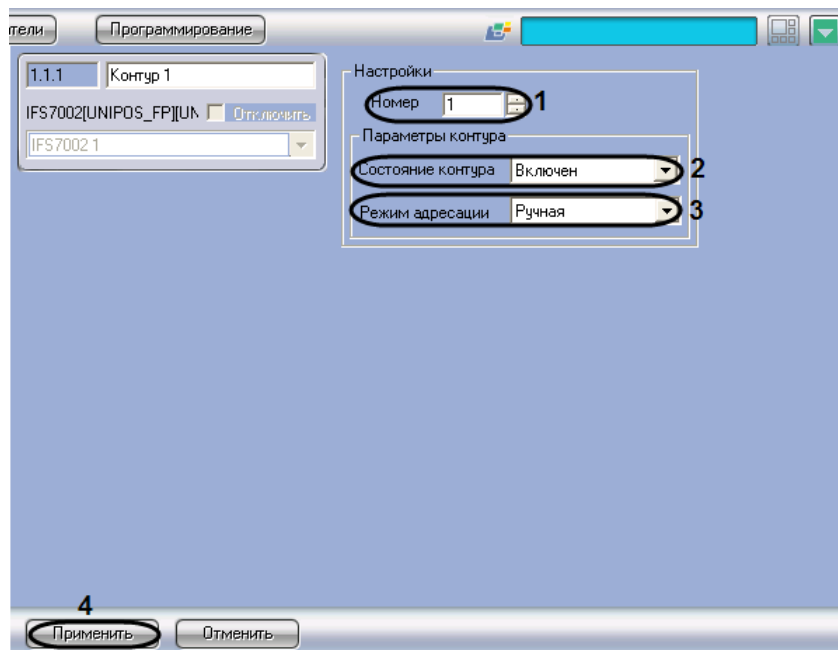 тели Программирование
1.1.1 Контур 1
IFS7002[UNIPOS_FP][UN Отключить
IFS7002 1
Настройки
Номер 1 1
Параметры контура
Состояние контура Включен 2
Режим адресации Ручная 3
4
Применить Отменить